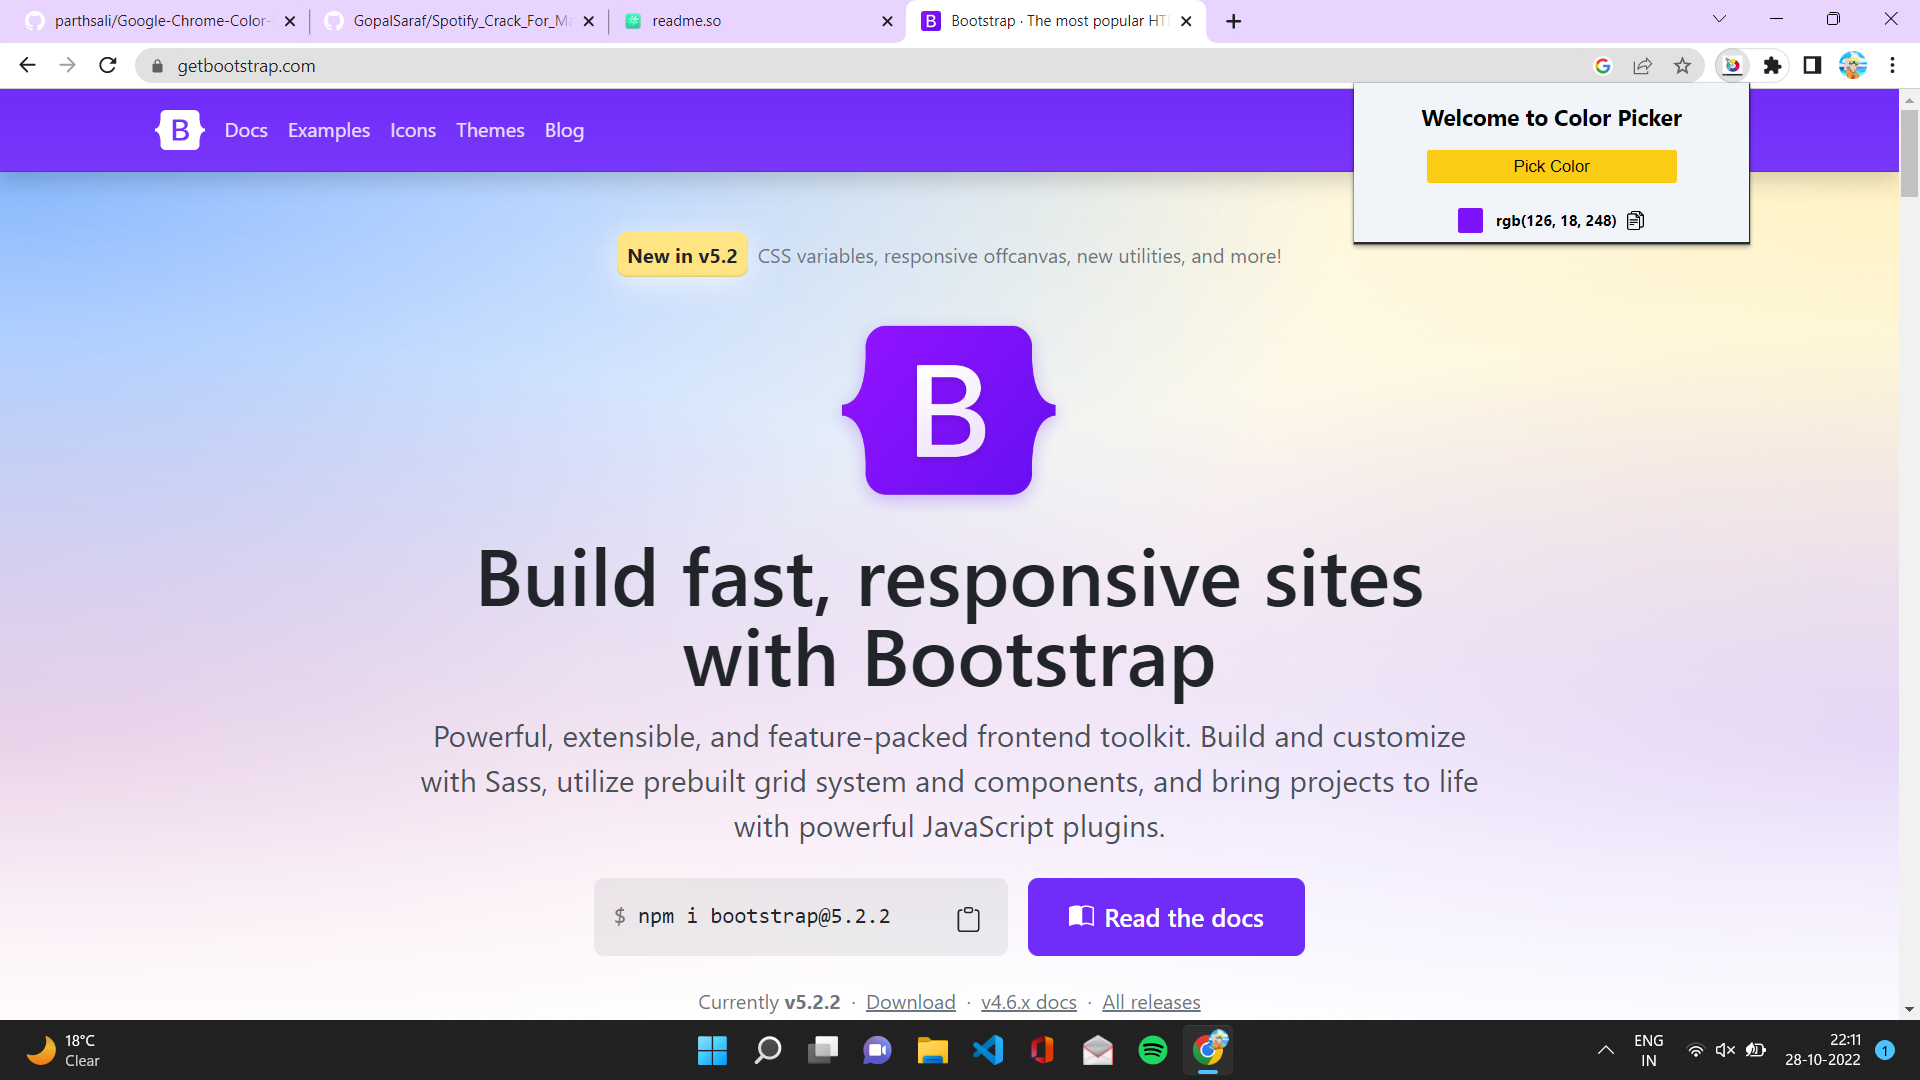 parthsali/Google-Chrome-Color-
GopalSaraf/Spotify_Crack_For_Ma
readme.so
B
Bootstrap · The most popular HT
getbootstrap.com
G
B
Docs
Examples
Icons
Themes
Blog
Welcome to Color Picker
Pick Color
rgb(126, 18, 248)
New in v5.2
CSS variables, responsive offcanvas, new utilities, and more!
B
Build fast, responsive sites
with Bootstrap
Powerful, extensible, and feature-packed frontend toolkit. Build and customize
with Sass, utilize prebuilt grid system and components, and bring projects to life
with powerful JavaScript plugins.
$ npm i bootstrap@5.2.2
Read the docs
Currently v5.2.2 · Download · v4.6.x docs · All releases
18°C
Clear
ENG
IN
22:11
28-10-2022
1